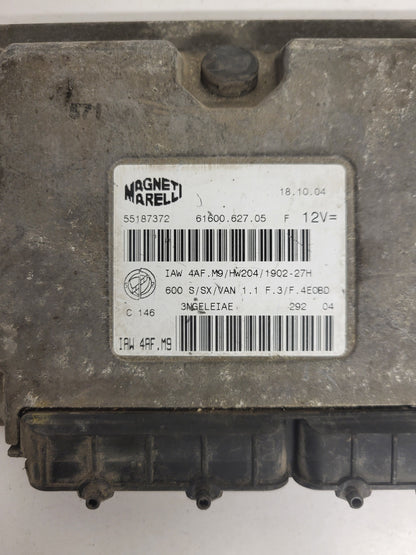 571
MAGNETI
MARELLI
18.10.04
55187372 61600.627.05 F 12V=
IAW 4AF.M9/HW204/1902-27H
600 S/SX/VAN 1.1 F.3/F.4EOBD
3NGELEIAE 292 04
C 146
IAW 4AF.M9